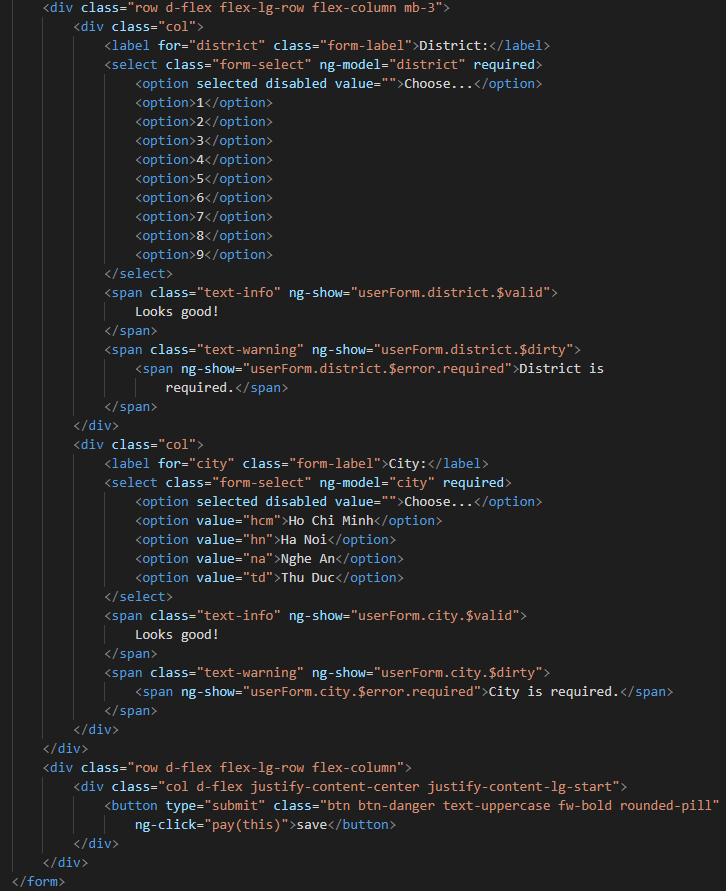 <div class="row d-flex flex-lg-row flex-column mb-3">
<div class="col">
<label for="district" class="form-label">District:</label>
<select class="form-select" ng-model="district" required>
<option selected disabled value="">Choose...</option>
<option>1</option>
<option>2</option>
<option>3</option>
<option>4</option>
<option>5</option>
<option>6</option>
<option>7</option>
<option>8</option>
<option>9</option>
</select>
<span class="text-info" ng-show="userForm.district.$valid">
Looks good!
</span>
<span class="text-warning" ng-show="userForm.district.$dirty">
<span ng-show="userForm.district.$error.required">District is
required.</span>
</span>
</div>
<div class="col">
<label for="city" class="form-label">City:</label>
<select class="form-select" ng-model="city" required>
<option selected disabled value="">Choose...</option>
<option value="hcm">Ho Chi Minh</option>
<option value="hn">Ha Noi</option>
<option value="na">Nghe An</option>
<option value="td">Thu Duc</option>
</select>
<span class="text-info" ng-show="userForm.city.$valid">
Looks good!
</span>
<span class="text-warning" ng-show="userForm.city.$dirty">
<span ng-show="userForm.city.$error.required">City is required.</span>
</span>
</div>
</div>
<div class="row d-flex flex-lg-row flex-column">
<div class="col d-flex justify-content-center justify-content-lg-start">
<button type="submit" class="btn btn-danger text-uppercase fw-bold rounded-pill"
ng-click="pay(this)">save</button>
</div>
</div>
</form>